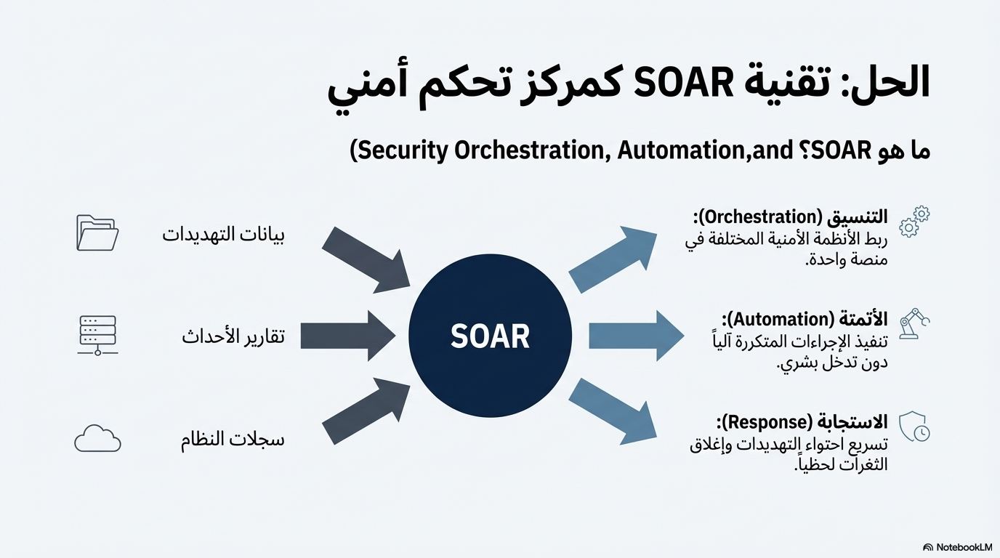 الحل: تقنية SOAR كمركز تحكم أمني
ما هو SOAR؟ Security Orchestration, Automation,and)
التنسيق (Orchestration):
ربط الأنظمة الأمنية المختلفة في
منصة واحدة.
الأتمتة (Automation):
تنفيذ الإجراءات المتكررة آلياً
دون تدخل بشري.
الاستجابة (Response):
تسريع احتواء التهديدات وإغلاق
الثغرات لحظياً.
SOAR
بيانات التهديدات
تقارير الأحداث
سجلات النظام
NotebookLM